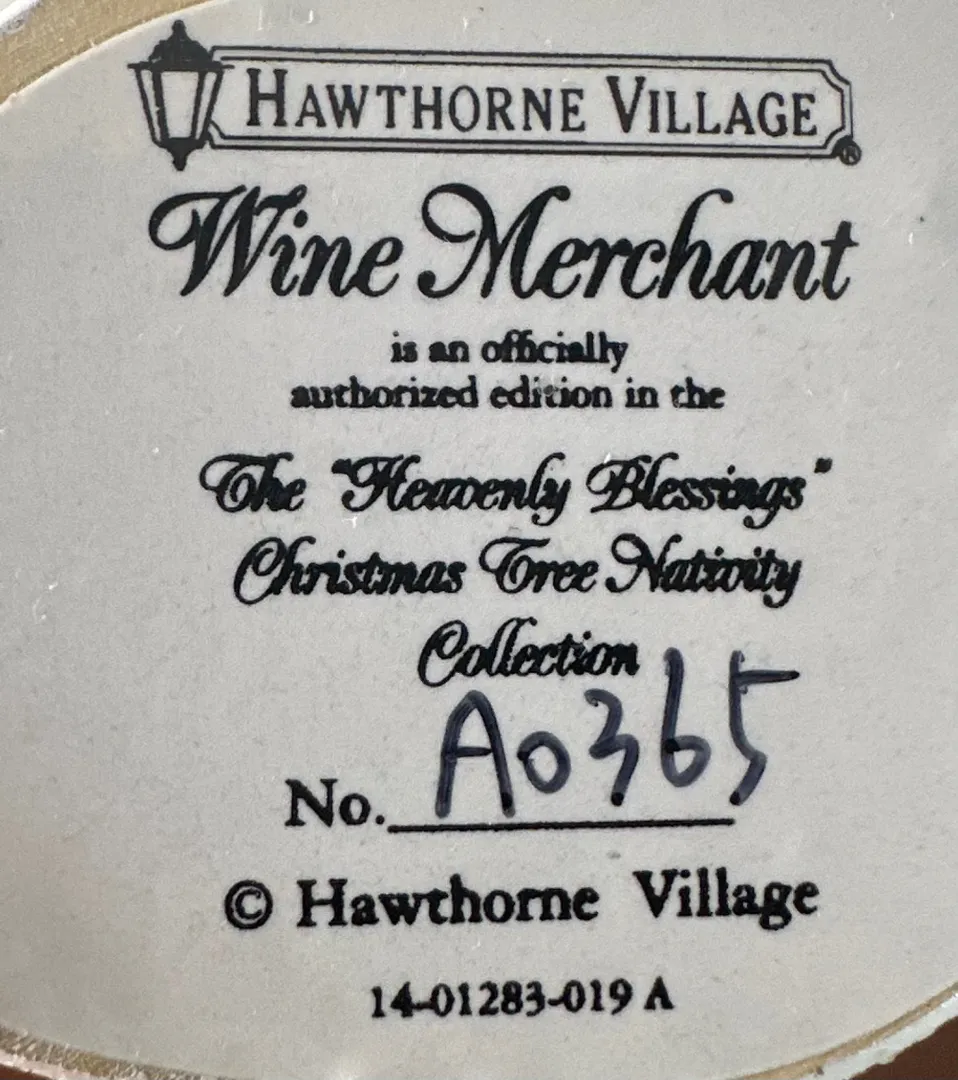 HAWTHORNE VILLAGE®
Wine Merchant
is an officially
authorized edition in the
The "Heavenly Blessings"
Christmas Tree Nativity
Collection
No. A0365
© Hawthorne Village
14-01283-019 A